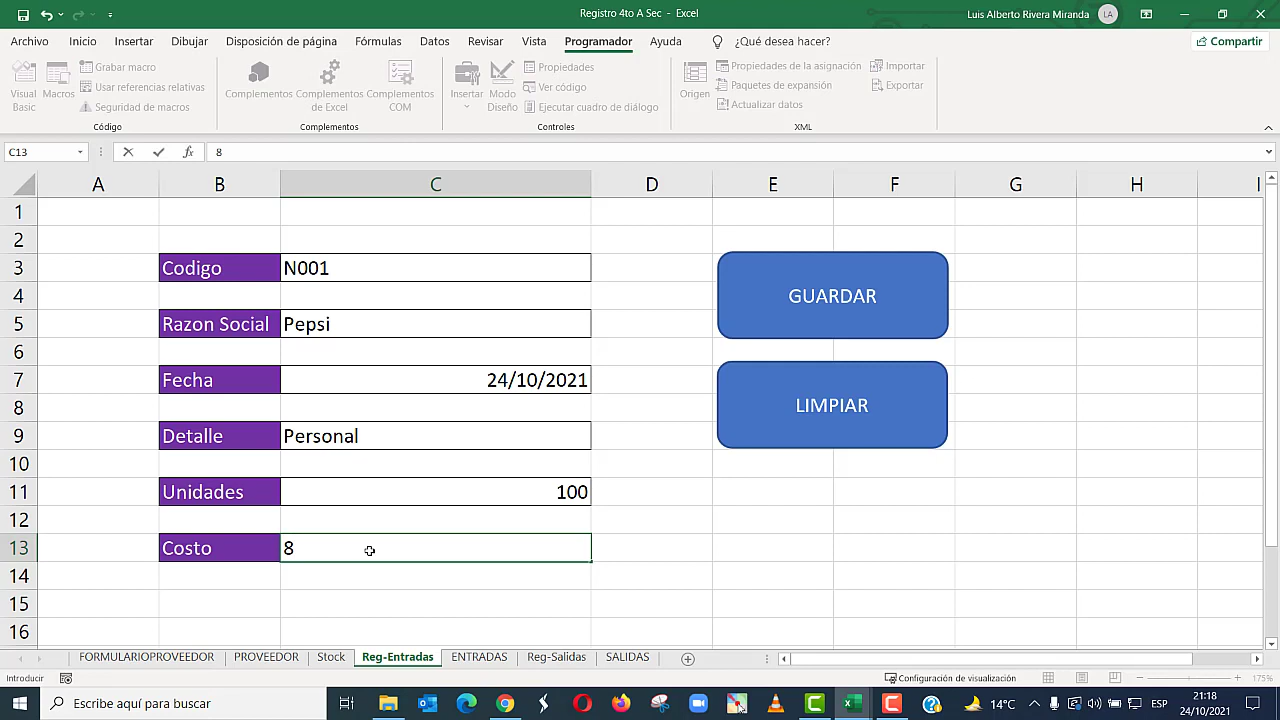 Registro 4to A Sec - Excel
Luis Alberto Rivera Miranda
LA
Archivo
Inicio
Insertar
Dibujar
Disposición de página
Fórmulas
Datos
Revisar
Vista
Programador
Ayuda
¿Qué desea hacer?
Compartir
Visual Basic
Macros
Grabar macro
Usar referencias relativas
Seguridad de macros
Código
Complementos
Complementos de Excel
Complementos COM
Complementos
Insertar
Modo Diseño
Propiedades
Ver código
Ejecutar cuadro de diálogo
Controles
Origen
Propiedades de la asignación
Paquetes de expansión
Actualizar datos
Importar
Exportar
XML
C13
fx
8
A B C D E F G H I
1
2
3 Codigo N001
4
5 Razon Social Pepsi
6
7 Fecha 24/10/2021
8
9 Detalle Personal
10
11 Unidades 100
12
13 Costo 8
14
15
16
GUARDAR
LIMPIAR
FORMULARIOPROVEEDOR
PROVEEDOR
Stock
Reg-Entradas
ENTRADAS
Reg-Salidas
SALIDAS
Introducir
Configuración de visualización
175%
Escribe aquí para buscar
14°C
ESP
21:18
24/10/2021